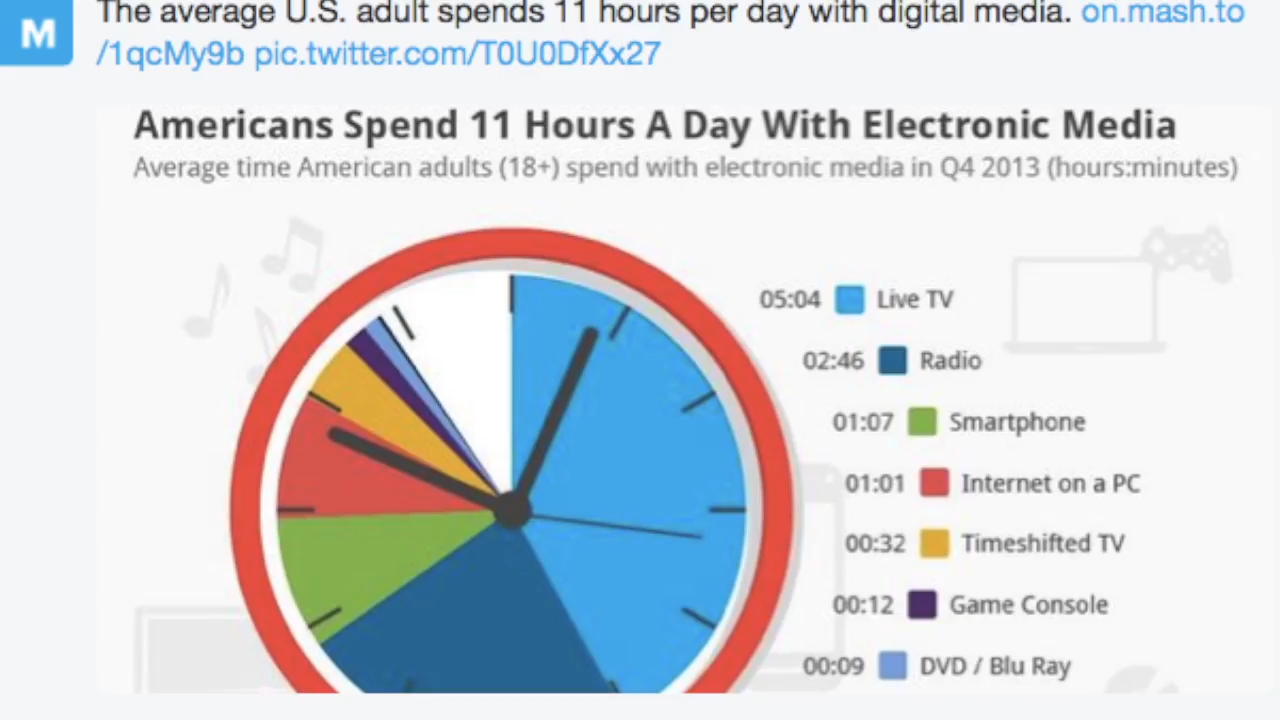 M
The average U.S. adult spends 11 hours per day with digital media. on.mash.to
/1qcMy9b pic.twitter.com/T0U0DfXx27
Americans Spend 11 Hours A Day With Electronic Media
Average time American adults (18+) spend with electronic media in Q4 2013 (hours:minutes)
05:04 Live TV
02:46 Radio
01:07 Smartphone
01:01 Internet on a PC
00:32 Timeshifted TV
00:12 Game Console
00:09 DVD / Blu Ray